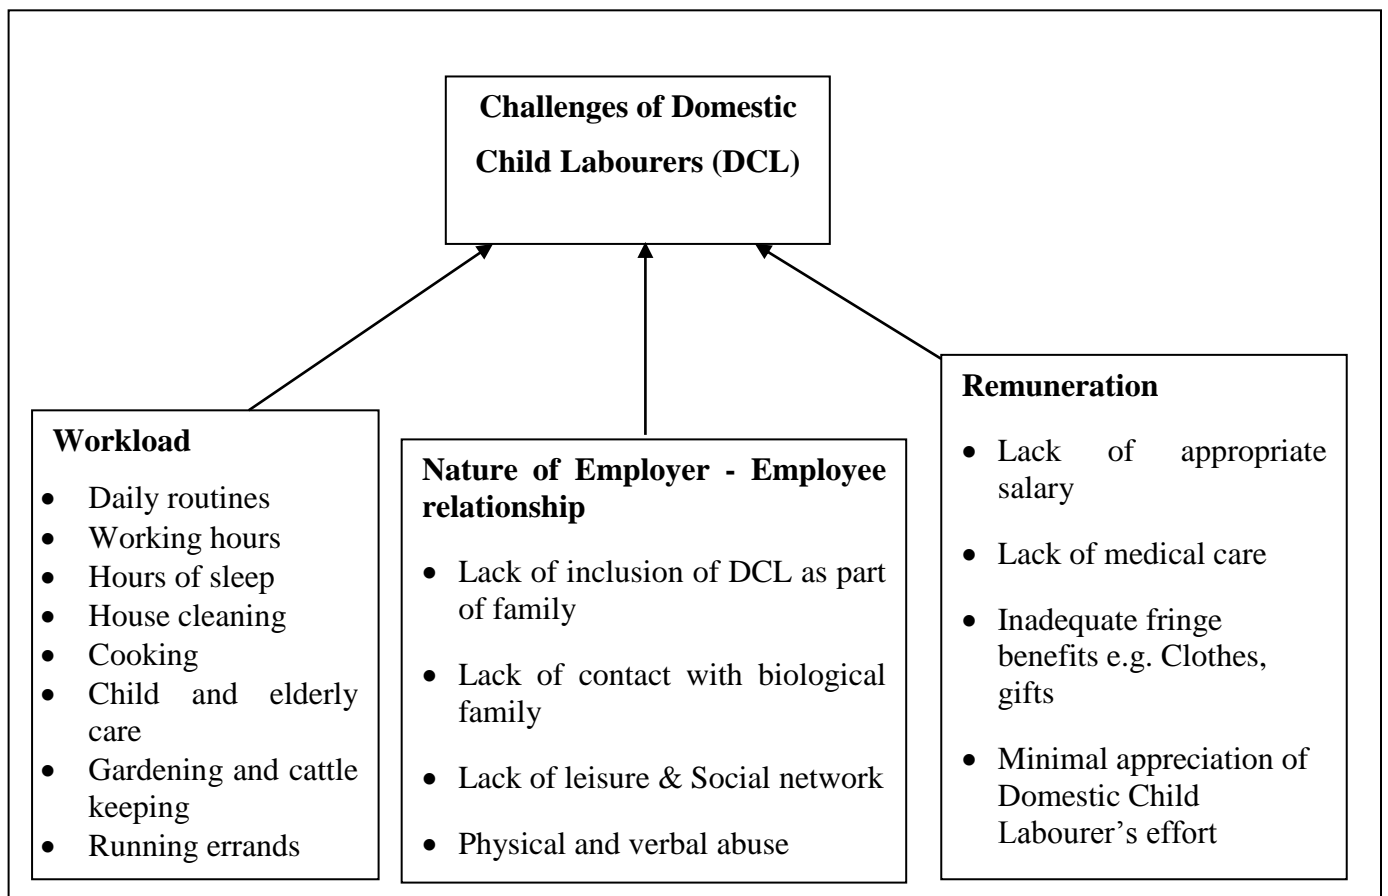 Challenges of Domestic
Child Labourers (DCL)
Workload
• Daily routines
• Working hours
• Hours of sleep
• House cleaning
• Cooking
• Child and elderly
care
• Gardening and cattle
keeping
• Running errands
Nature of Employer - Employee
relationship
• Lack of inclusion of DCL as part
of family
• Lack of contact with biological
family
• Lack of leisure & Social network
• Physical and verbal abuse
Remuneration
• Lack of appropriate
salary
• Lack of medical care
• Inadequate fringe
benefits e.g. Clothes,
gifts
• Minimal appreciation of
Domestic Child
Labourer’s effort